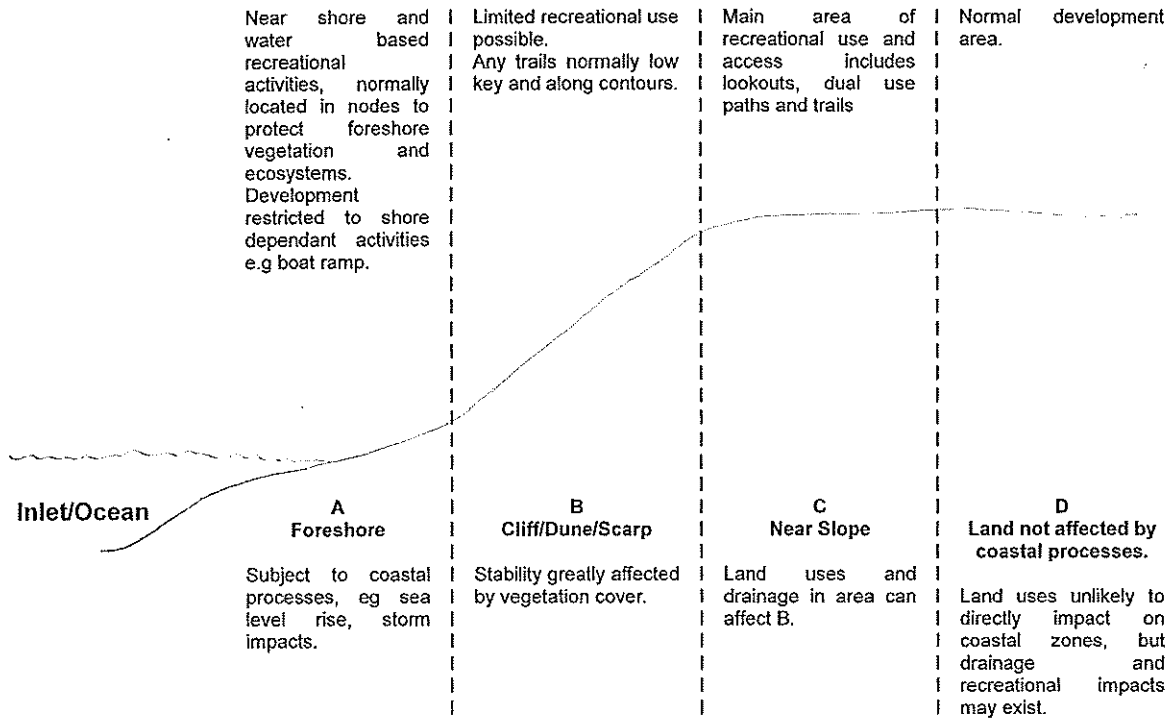 Near shore and
water based
recreational
activities, normally
located in nodes to
protect foreshore
vegetation and
ecosystems.
Development
restricted to shore
dependant activities
e.g boat ramp.
Limited recreational use
possible.
Any trails normally low
key and along contours.
Main area of
recreational use and
access includes
lookouts, dual use
paths and trails
Normal development
area.
Inlet/Ocean
A
Foreshore
Subject to coastal
processes, eg sea
level rise, storm
impacts.
B
Cliff/Dune/Scarp
Stability greatly affected
by vegetation cover.
C
Near Slope
Land uses and
drainage in area can
affect B.
D
Land not affected by
coastal processes.
Land uses unlikely to
directly impact on
coastal zones, but
drainage and
recreational impacts
may exist.